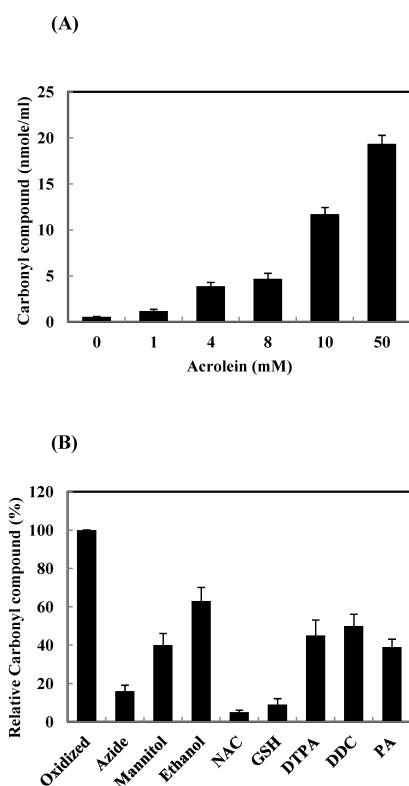 (A)
Carbonyl compound (nmole/ml)
25
20
15
10
5
0
0 1 4 8 10 50
Acrolein (mM)
(B)
Relative Carbonyl compound (%)
120
100
80
60
40
20
0
Oxidized Azide Mannitol Ethanol NAC GSH DTPA DDC PA